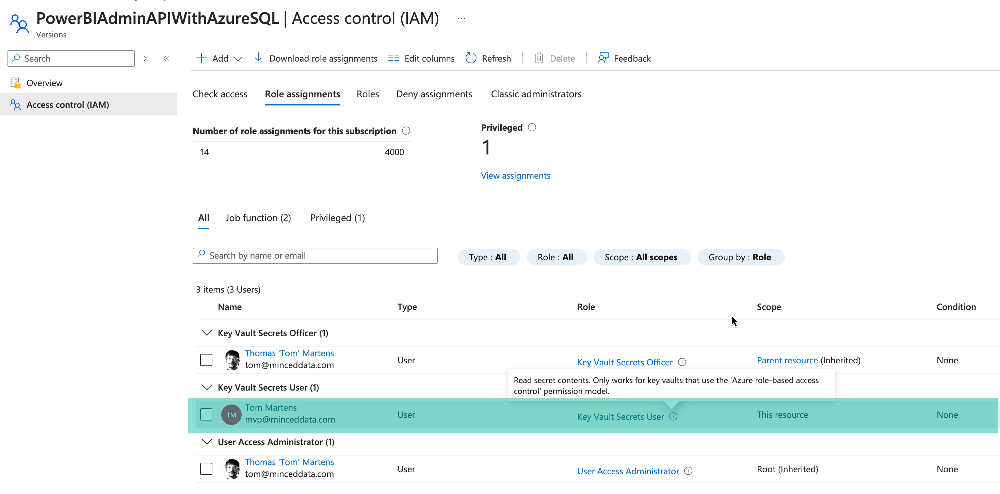 PowerBIAdminAPIWithAzureSQL | Access control (IAM) ...
Versions
Search
Overview
Access control (IAM)
Add
Download role assignments
Edit columns
Refresh
Delete
Feedback
Check access
Role assignments
Roles
Deny assignments
Classic administrators
Number of role assignments for this subscription
14
4000
Privileged
1
View assignments
All
Job function (2)
Privileged (1)
Search by name or email
Type : All
Role : All
Scope : All scopes
Group by : Role
3 items (3 Users)
Name Type Role Scope Condition
Key Vault Secrets Officer (1)
Thomas 'Tom' Martens
tom@minceddata.com
User
Key Vault Secrets Officer
Parent resource (Inherited)
None
Key Vault Secrets User (1)
Read secret contents. Only works for key vaults that use the 'Azure role-based access
control' permission model.
TM
Tom Martens
mvp@minceddata.com
User
Key Vault Secrets User
This resource
None
User Access Administrator (1)
Thomas 'Tom' Martens
tom@minceddata.com
User
User Access Administrator
Root (Inherited)
None